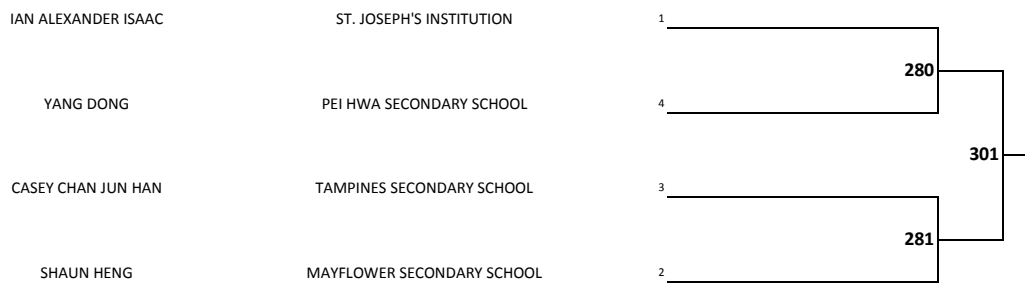 IAN ALEXANDER ISAAC ST. JOSEPH'S INSTITUTION 1
280
YANG DONG PEI HWA SECONDARY SCHOOL 4
301
CASEY CHAN JUN HAN TAMPINES SECONDARY SCHOOL 3
281
SHAUN HENG MAYFLOWER SECONDARY SCHOOL 2